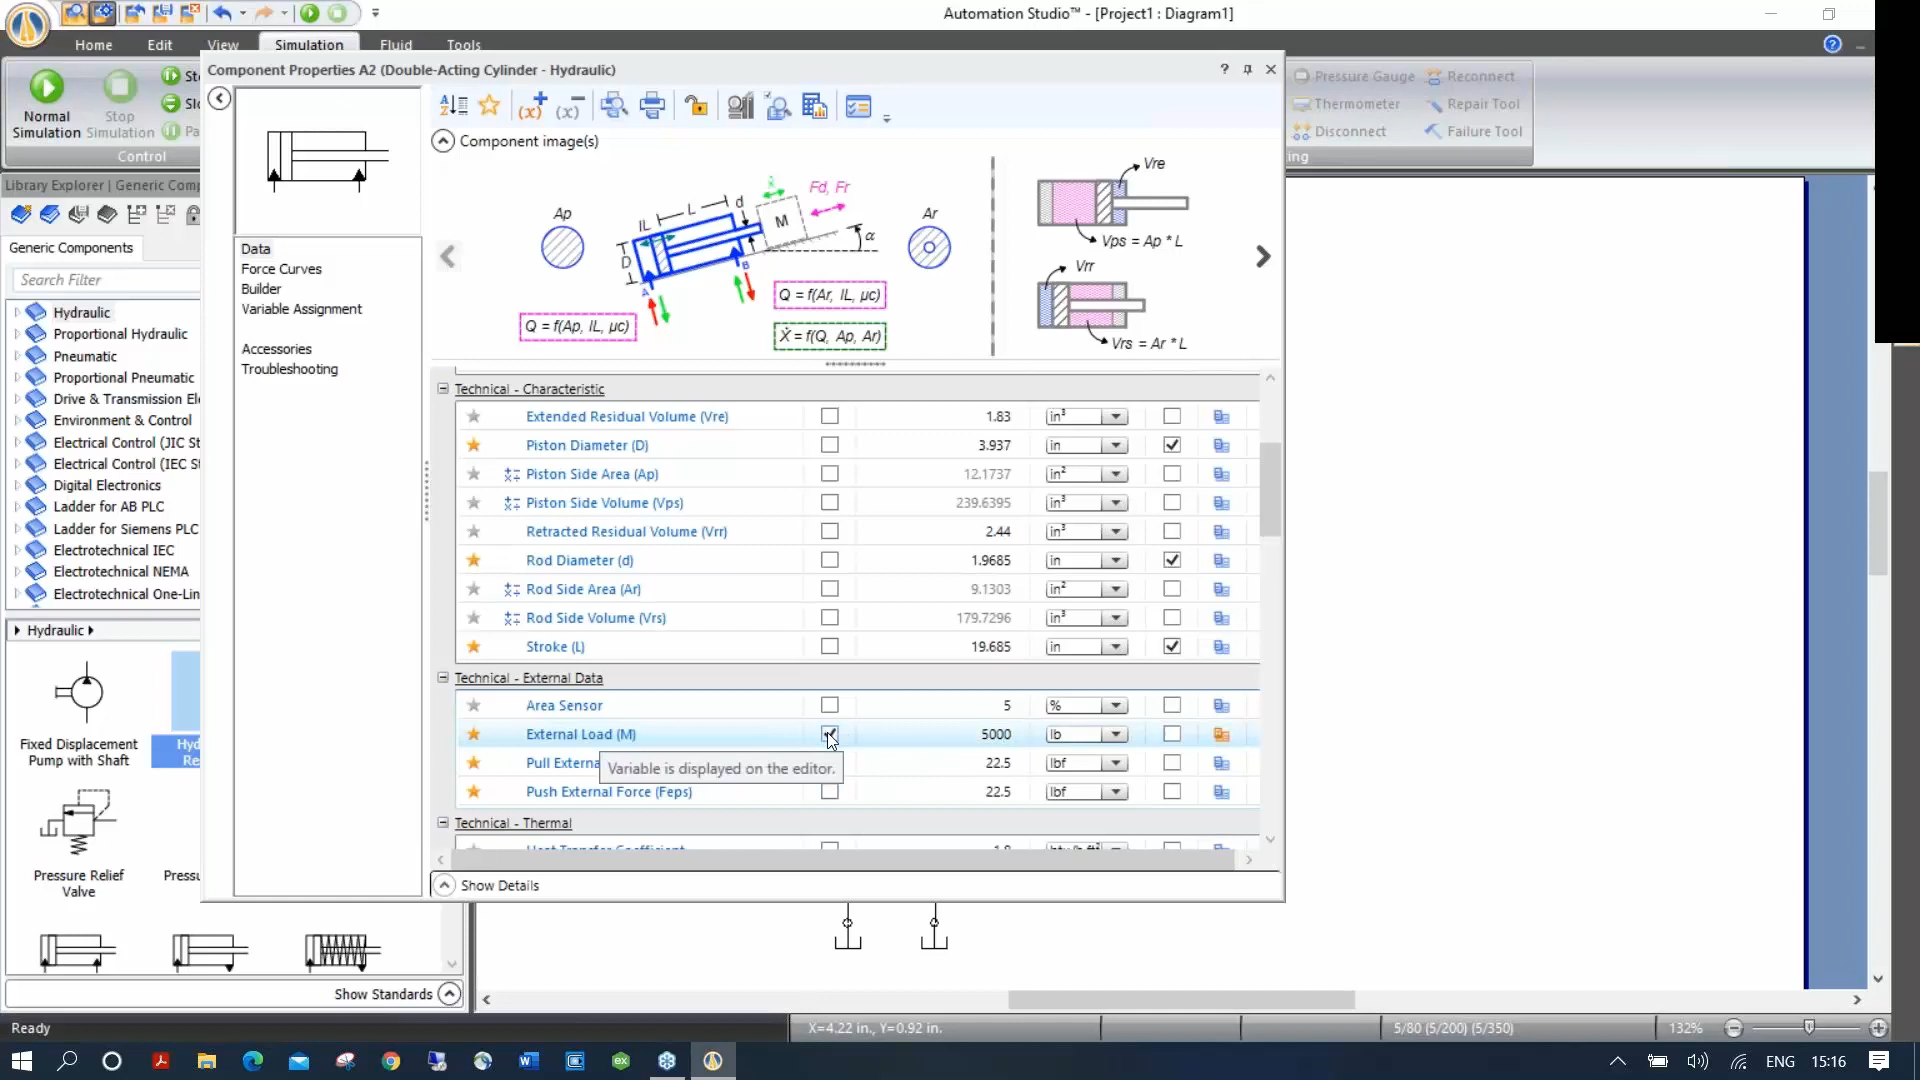 Automation Studio™ - [Project1 : Diagram1]
Home Edit View Simulation Fluid Tools
Component Properties A2 (Double-Acting Cylinder - Hydraulic)
Normal Simulation
Stop Simulation
Control
Pressure Gauge Reconnect
Thermometer Repair Tool
Disconnect Failure Tool
Library Explorer | Generic Comp
Generic Components
Search Filter
Hydraulic
Proportional Hydraulic
Pneumatic
Proportional Pneumatic
Drive & Transmission El
Environment & Control
Electrical Control (JIC St
Electrical Control (IEC St
Digital Electronics
Ladder for AB PLC
Ladder for Siemens PLC
Electrotechnical IEC
Electrotechnical NEMA
Electrotechnical One-Lin
Hydraulic
Fixed Displacement
Pump with Shaft
Pressure Relief
Valve
Show Standards
Data
Force Curves
Builder
Variable Assignment
Accessories
Troubleshooting
Component image(s)
Ap
IL
L
d
D
A
B
M
Fd, Fr
α
Ar
Q = f(Ap, IL, µc)
Q = f(Ar, IL, µc)
Ẋ = f(Q, Ap, Ar)
Vre
Vps = Ap * L
Vrr
Vrs = Ar * L
Technical - Characteristic
Extended Residual Volume (Vre) 1.83 in³
Piston Diameter (D) 3.937 in
Piston Side Area (Ap) 12.1737 in²
Piston Side Volume (Vps) 239.6395 in³
Retracted Residual Volume (Vrr) 2.44 in³
Rod Diameter (d) 1.9685 in
Rod Side Area (Ar) 9.1303 in²
Rod Side Volume (Vrs) 179.7296 in³
Stroke (L) 19.685 in
Technical - External Data
Area Sensor 5 %
External Load (M) 5000 lb
Pull Externa 22.5 lbf
Variable is displayed on the editor.
Push External Force (Feps) 22.5 lbf
Technical - Thermal
Show Details
Ready
X=4.22 in., Y=0.92 in.
5/80 (5/200) (5/350)
132%
ENG 15:16